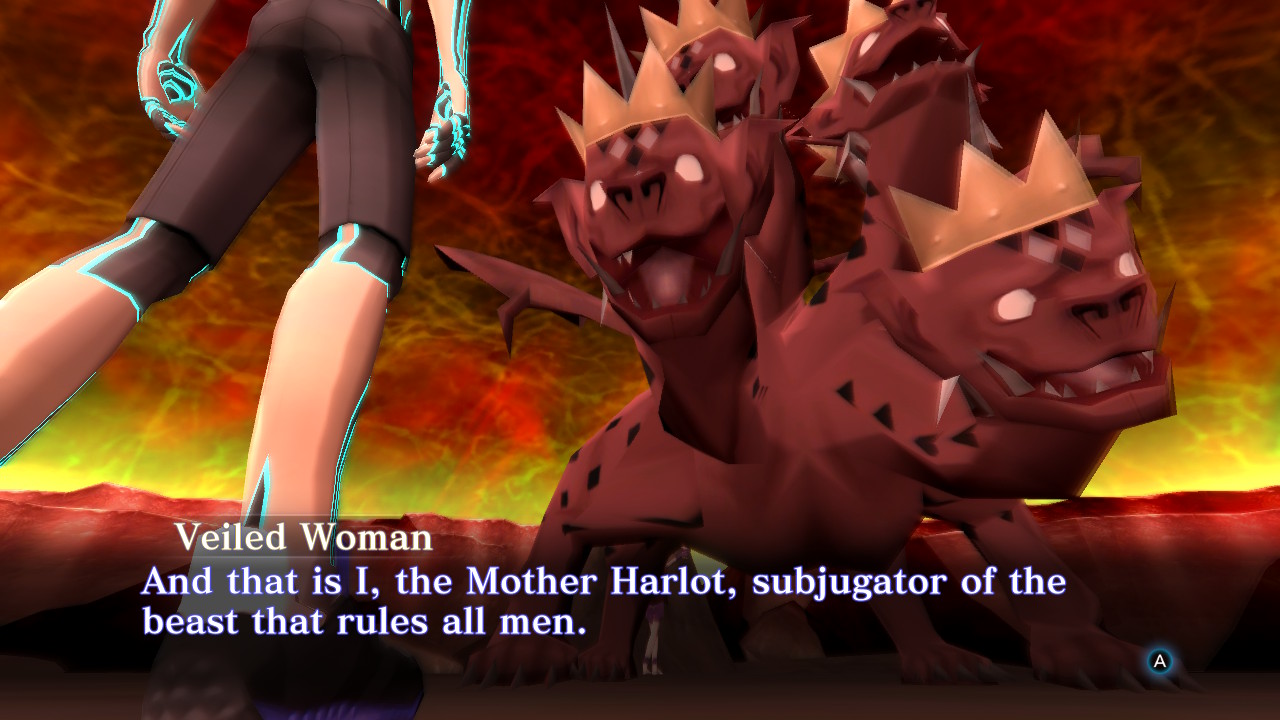 Veiled Woman
And that is I, the Mother Harlot, subjugator of the
beast that rules all men.
A